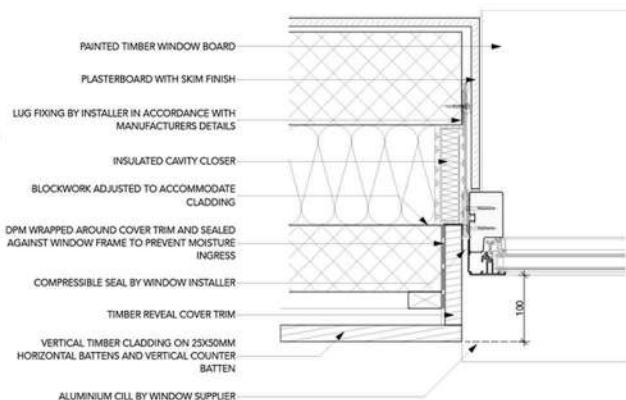 PAINTED TIMBER WINDOW BOARD
PLASTERBOARD WITH SKIM FINISH
LUG FIXING BY INSTALLER IN ACCORDANCE WITH
MANUFACTURERS DETAILS
INSULATED CAVITY CLOSER
BLOCKWORK ADJUSTED TO ACCOMMODATE
CLADDING
DPM WRAPPED AROUND COVER TRIM AND SEALED
AGAINST WINDOW FRAME TO PREVENT MOISTURE
INGRESS
COMPRESSIBLE SEAL BY WINDOW INSTALLER
TIMBER REVEAL COVER TRIM
VERTICAL TIMBER CLADDING ON 25X50MM
HORIZONTAL BATTENS AND VERTICAL COUNTER
BATTEN
ALUMINIUM CILL BY WINDOW SUPPLIER
100